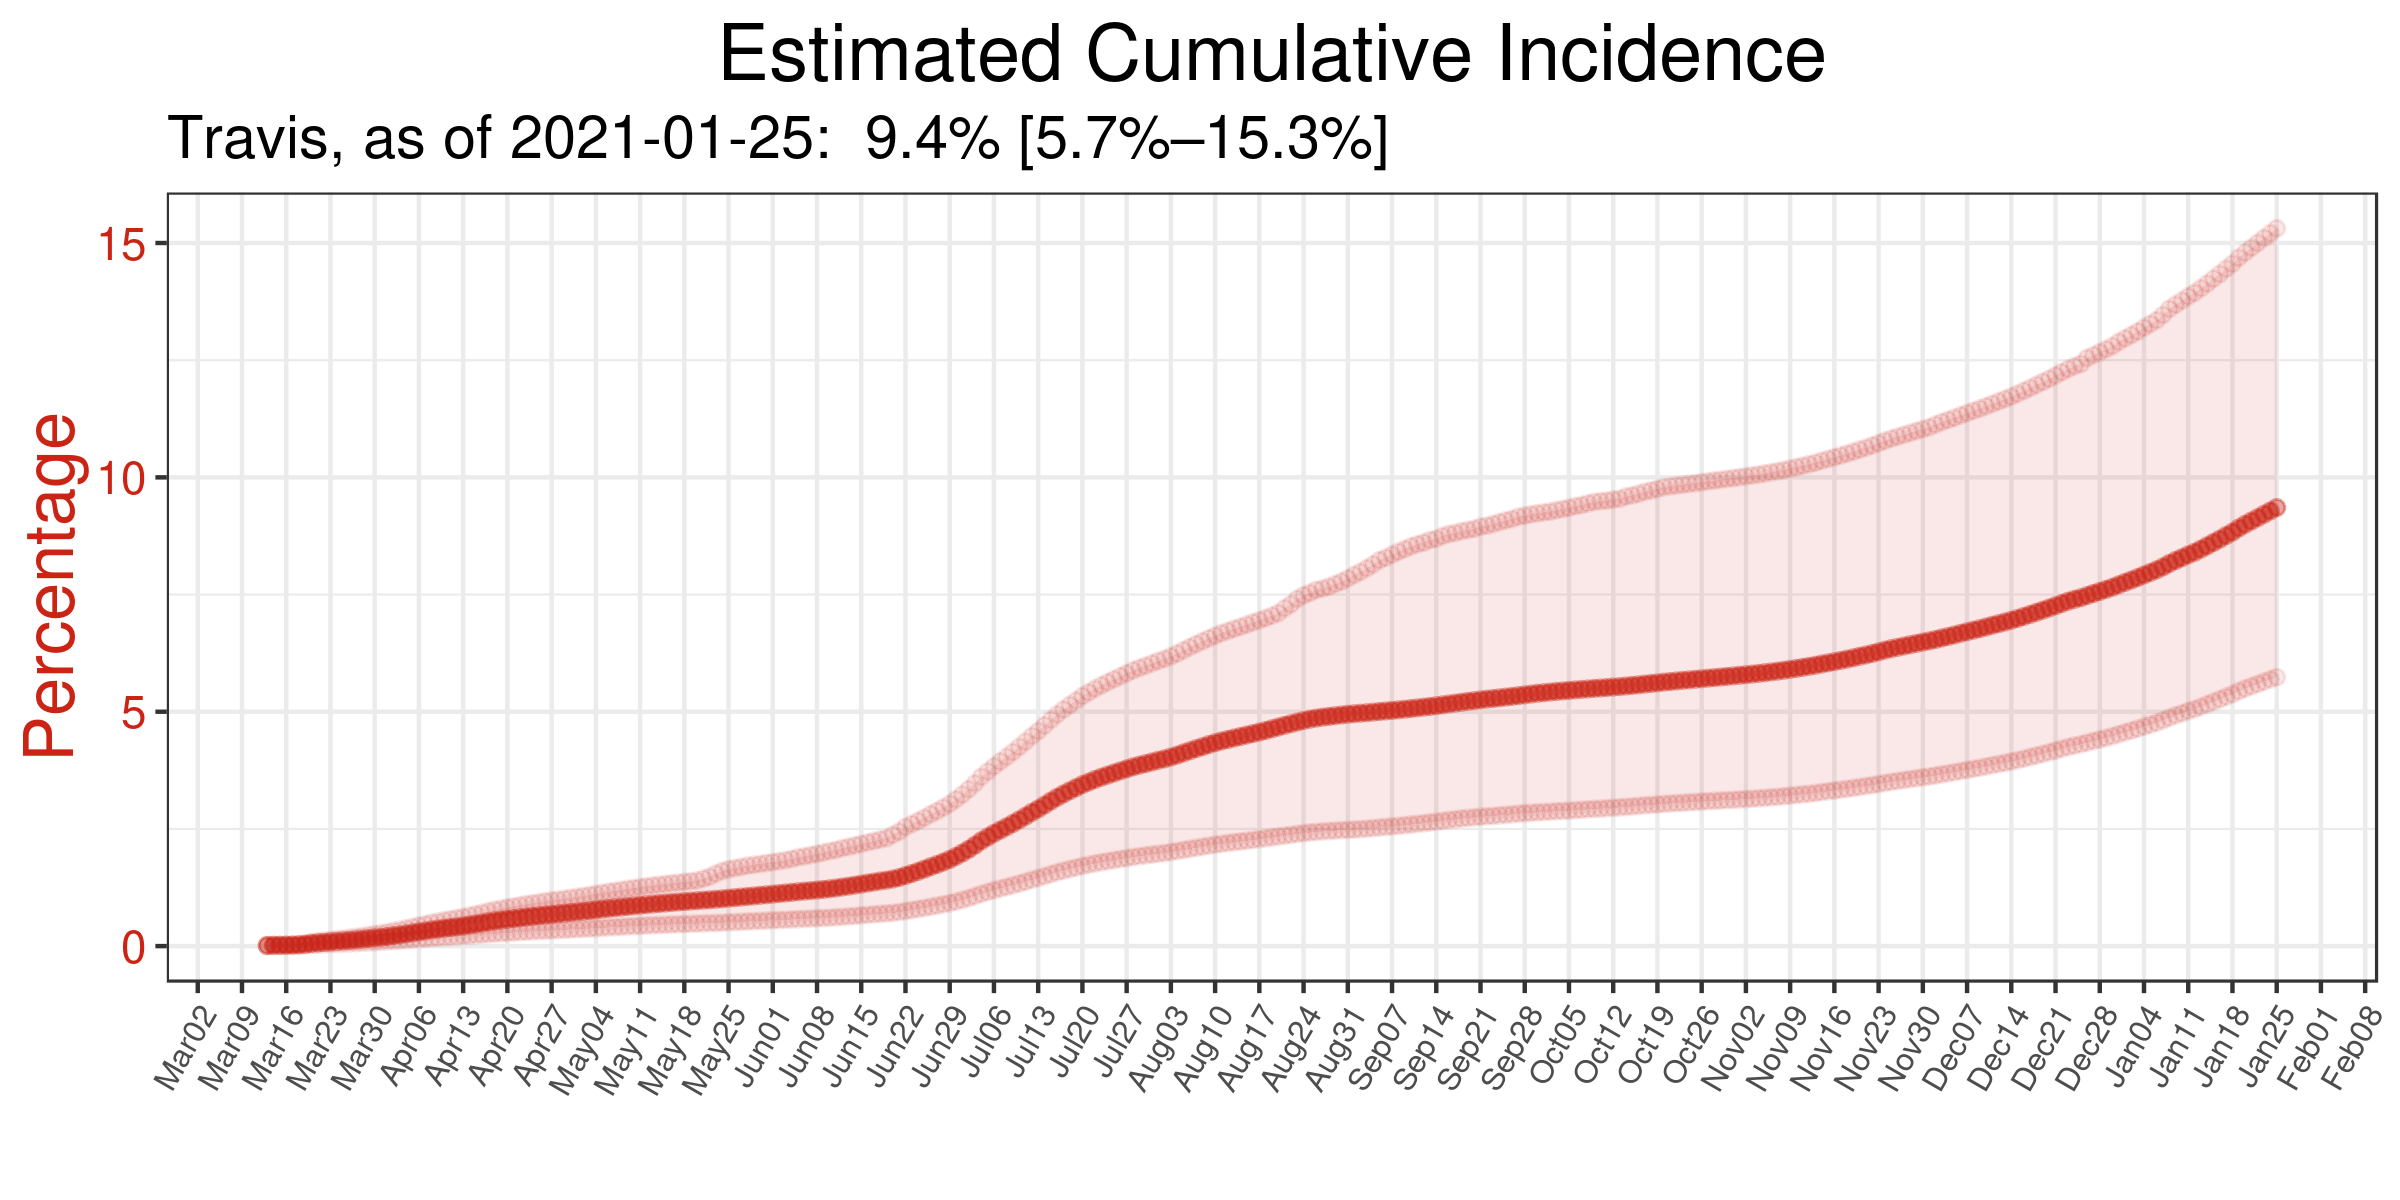 Estimated Cumulative Incidence
Travis, as of 2021-01-25:  9.4% [5.7%–15.3%]
Percentage
15
10
5
0
Mar02 Mar09 Mar16 Mar23 Mar30 Apr06 Apr13 Apr20 Apr27 May04 May11 May18 May25 Jun01 Jun08 Jun15 Jun22 Jun29 Jul06 Jul13 Jul20 Jul27 Aug03 Aug10 Aug17 Aug24 Aug31 Sep07 Sep14 Sep21 Sep28 Oct05 Oct12 Oct19 Oct26 Nov02 Nov09 Nov16 Nov23 Nov30 Dec07 Dec14 Dec21 Dec28 Jan04 Jan11 Jan18 Jan25 Feb01 Feb08